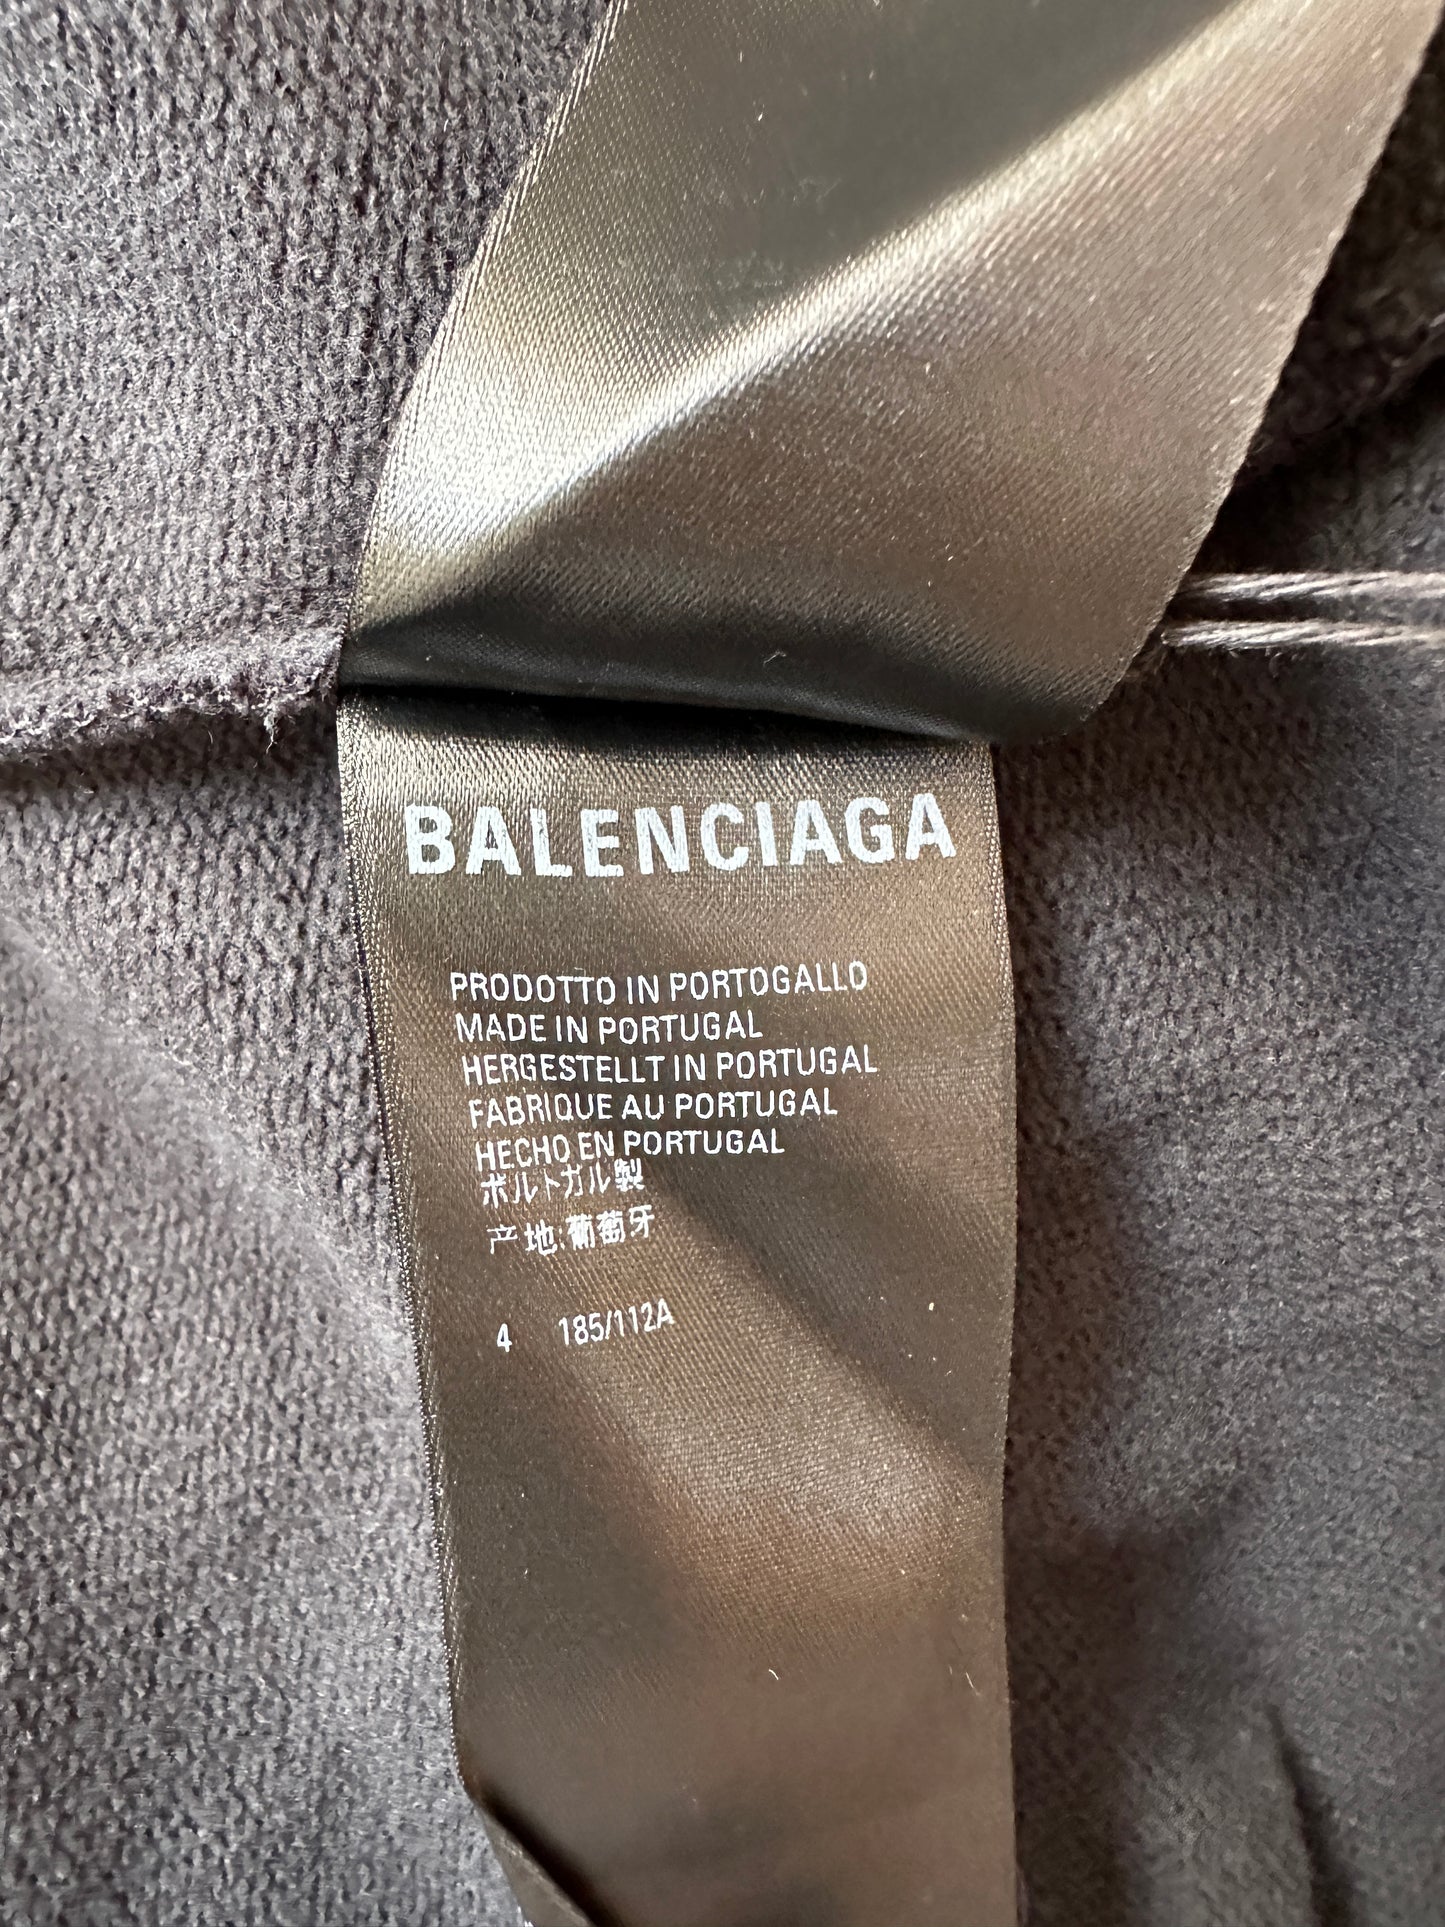 BALENCIAGA
PRODOTTO IN PORTOGALLO
MADE IN PORTUGAL
HERGESTELLT IN PORTUGAL
FABRIQUE AU PORTUGAL
HECHO EN PORTUGAL
ポルトガル製
产地:葡萄牙
4 185/112A